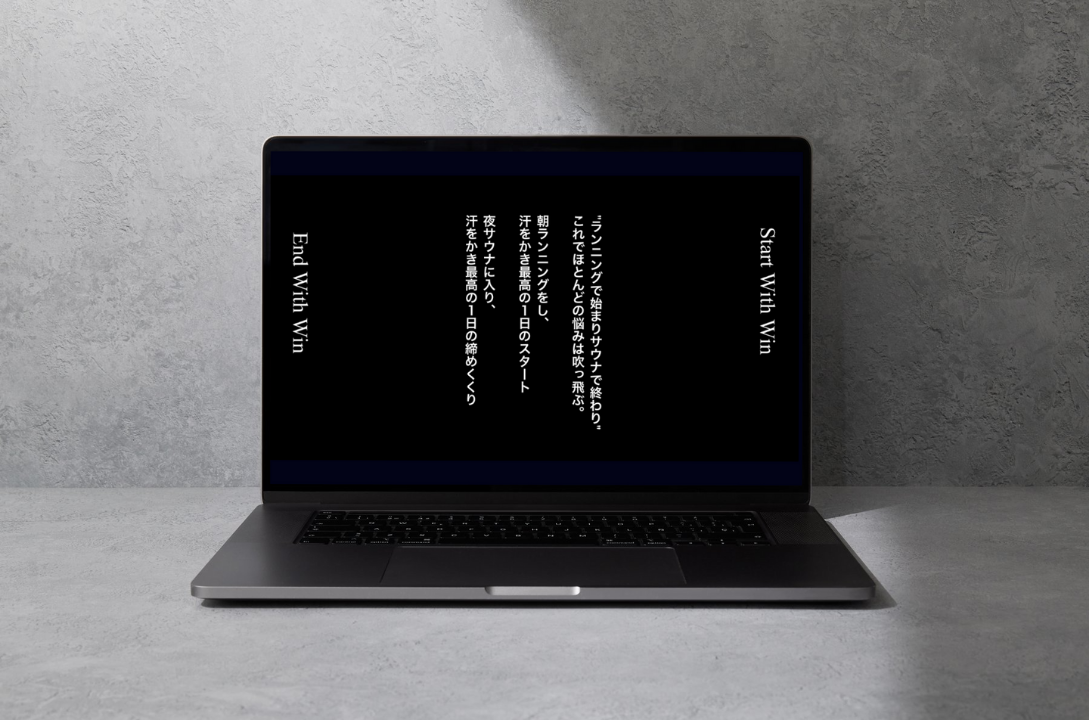 Start With Win
“ランニングで始まりサウナで終わり”
これでほとんどの悩みは吹っ飛ぶ。
朝ランニングをし、
汗をかき最高の1日のスタート
夜サウナに入り、
汗をかき最高の1日の締めくくり
End With Win